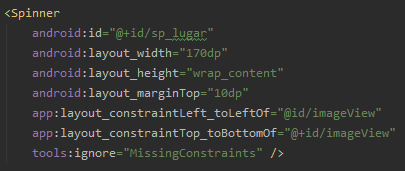 <Spinner
android:id="@+id/sp_lugar"
android:layout_width="170dp"
android:layout_height="wrap_content"
android:layout_marginTop="10dp"
app:layout_constraintLeft_toLeftOf="@id/imageView"
app:layout_constraintTop_toBottomOf="@+id/imageView"
tools:ignore="MissingConstraints" />